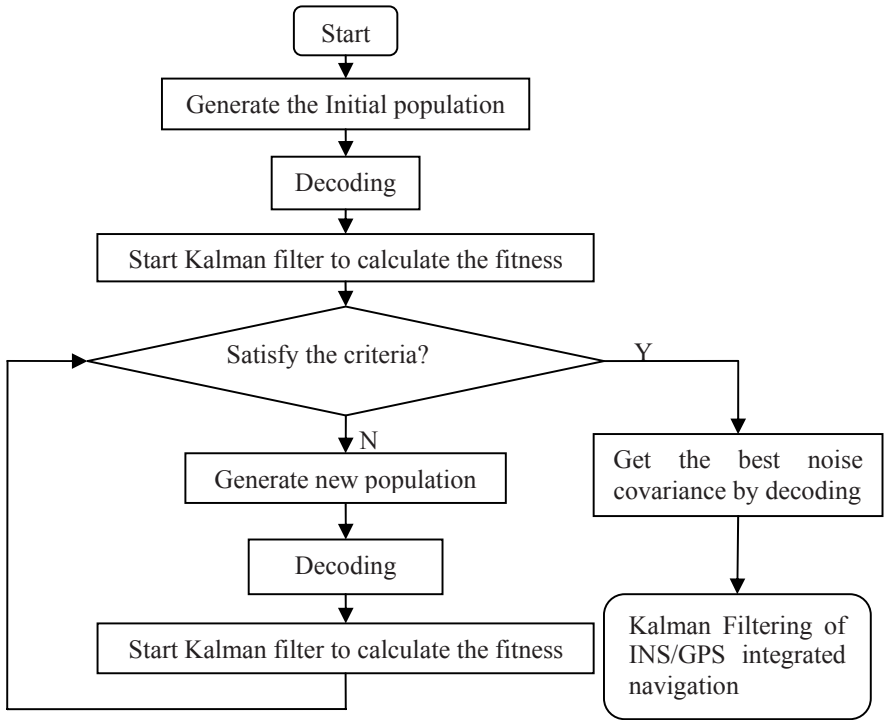 Start
Generate the Initial population
Decoding
Start Kalman filter to calculate the fitness
Satisfy the criteria?
Y
N
Generate new population
Get the best noise
covariance by decoding
Decoding
Start Kalman filter to calculate the fitness
Kalman Filtering of
INS/GPS integrated
navigation